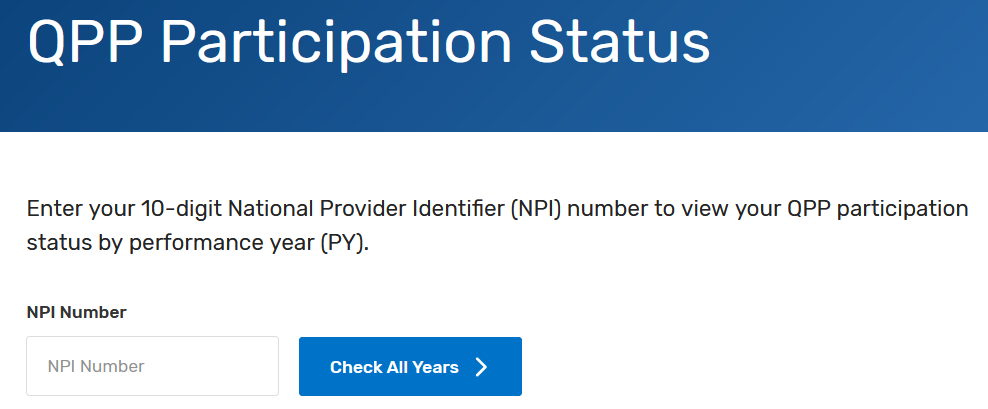 QPP Participation Status
Enter your 10-digit National Provider Identifier (NPI) number to view your QPP participation
status by performance year (PY).
NPI Number
NPI Number
Check All Years